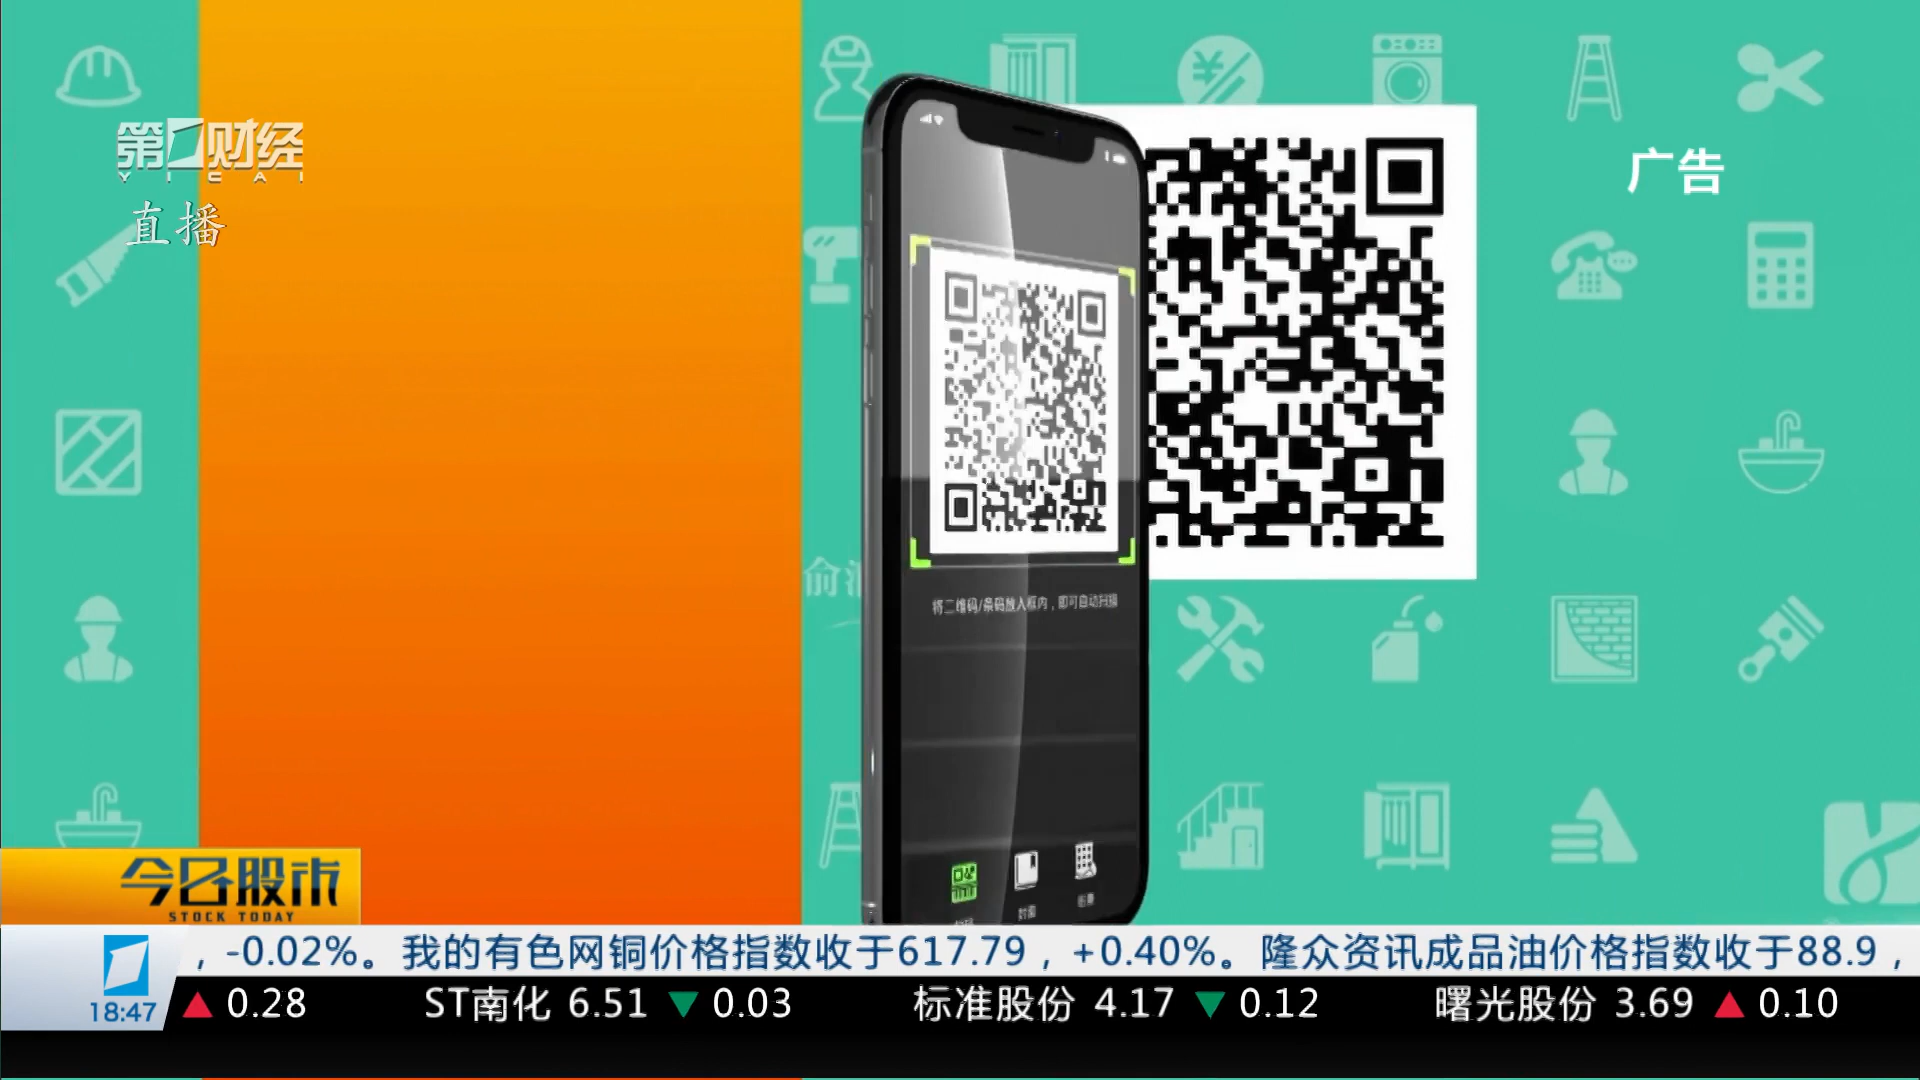 第一财经
YICAI
直播
广告
将二维码/条码放入框内，即可自动扫描
封面
今日股市
STOCK TODAY
，-0.02%。我的有色网铜价格指数收于617.79，+0.40%。隆众资讯成品油价格指数收于88.9，
18:47
▲ 0.28 ST南化 6.51 ▼ 0.03 标准股份 4.17 ▼ 0.12 曙光股份 3.69 ▲ 0.10